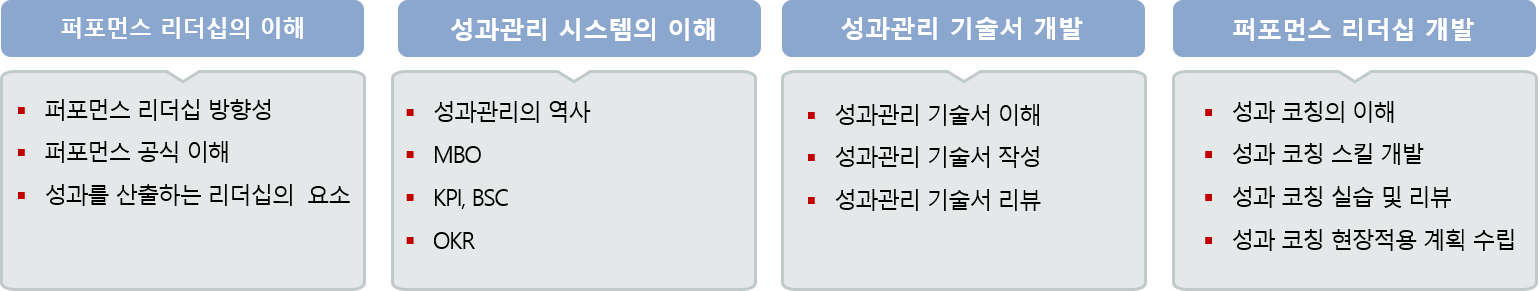 퍼포먼스 리더십의 이해
퍼포먼스 리더십 방향성
퍼포먼스 공식 이해
성과를 산출하는 리더십의 요소
성과관리 시스템의 이해
성과관리의 역사
MBO
KPI, BSC
OKR
성과관리 기술서 개발
성과관리 기술서 이해
성과관리 기술서 작성
성과관리 기술서 리뷰
퍼포먼스 리더십 개발
성과 코칭의 이해
성과 코칭 스킬 개발
성과 코칭 실습 및 리뷰
성과 코칭 현장적용 계획 수립